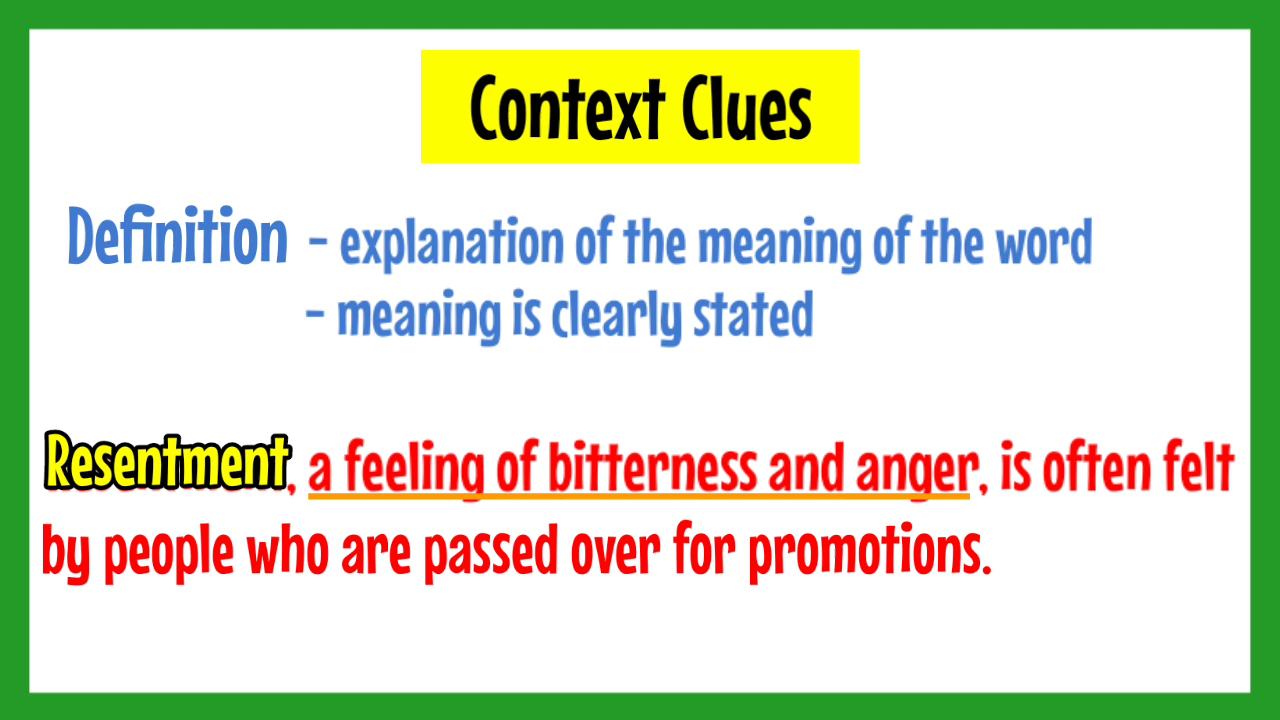 Context Clues
Definition - explanation of the meaning of the word
- meaning is clearly stated
Resentment, a feeling of bitterness and anger, is often felt
by people who are passed over for promotions.